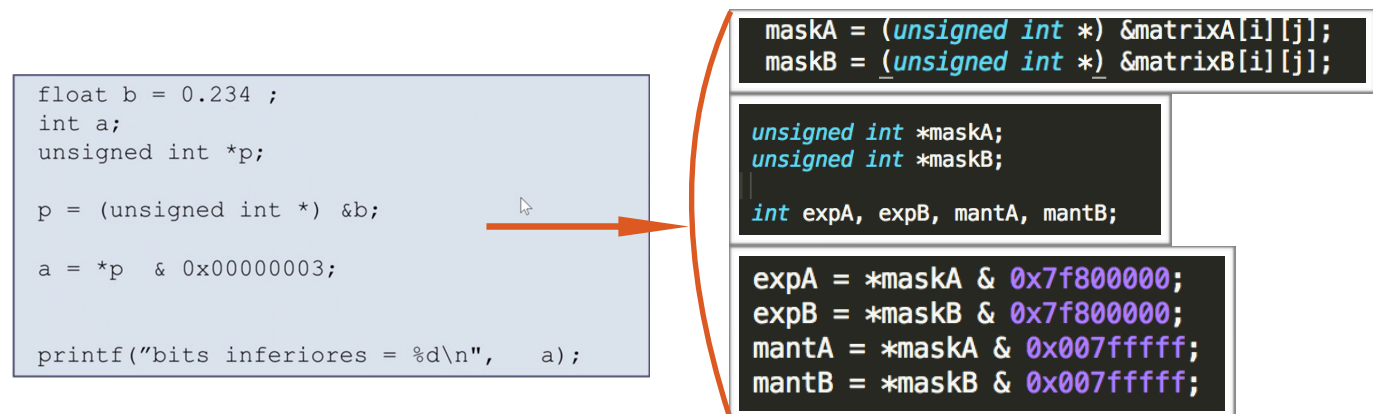 float b = 0.234 ;
int a;
unsigned int *p;
p = (unsigned int *) &b;
a = *p  & 0x00000003;
printf(”bits inferiores = %d\n",   a);
maskA = (unsigned int *) &matrixA[i][j];
maskB = (unsigned int *) &matrixB[i][j];
unsigned int *maskA;
unsigned int *maskB;
int expA, expB, mantA, mantB;
expA = *maskA & 0x7f800000;
expB = *maskB & 0x7f800000;
mantA = *maskA & 0x007fffff;
mantB = *maskB & 0x007fffff;